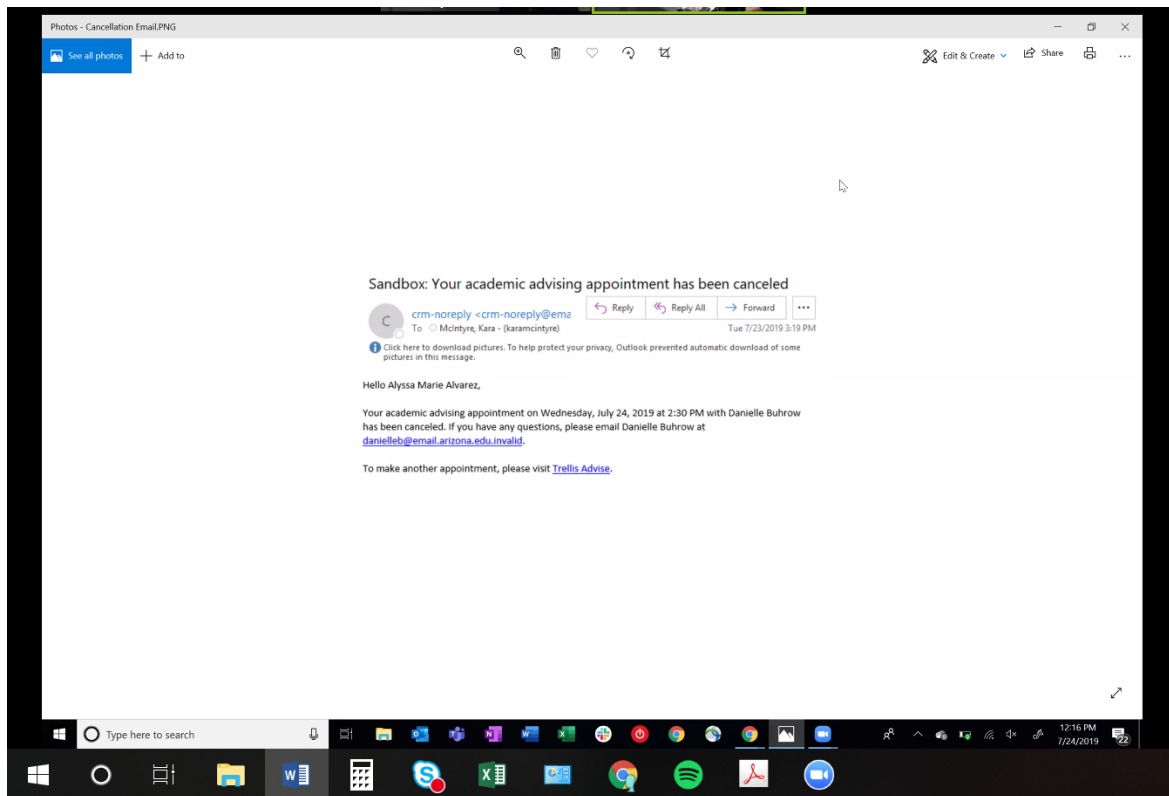 Photos - Cancellation Email.PNG
See all photos
Add to
Edit & Create
Share
Sandbox: Your academic advising appointment has been canceled
C
crm-noreply <crm-noreply@ema
Reply
Reply All
Forward
To McIntyre, Kara - (karamcintyre)
Tue 7/23/2019 3:19 PM
Click here to download pictures. To help protect your privacy, Outlook prevented automatic download of some
pictures in this message.
Hello Alyssa Marie Alvarez,
Your academic advising appointment on Wednesday, July 24, 2019 at 2:30 PM with Danielle Buhrow
has been canceled. If you have any questions, please email Danielle Buhrow at
danielleb@email.arizona.edu.invalid.
To make another appointment, please visit Trellis Advise.
Type here to search
12:16 PM
7/24/2019
22